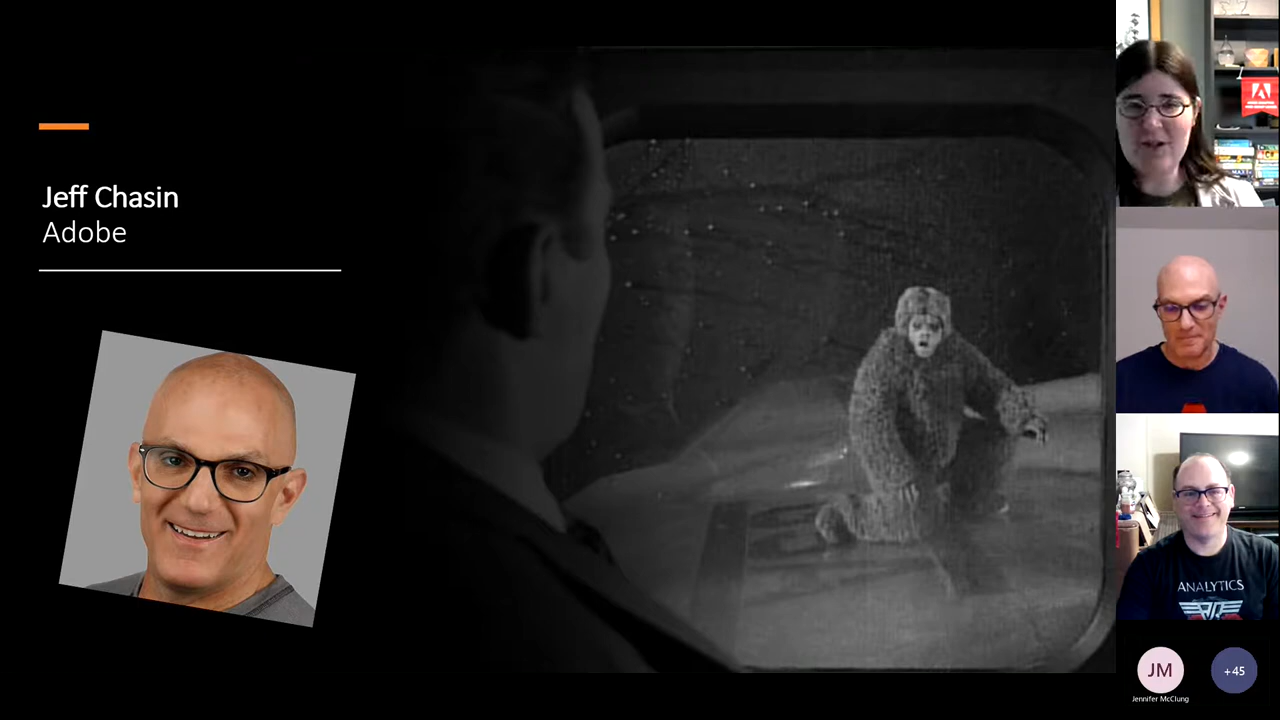 Jeff Chasin
Adobe
ANALYTICS
JM
+45
Jennifer McClung